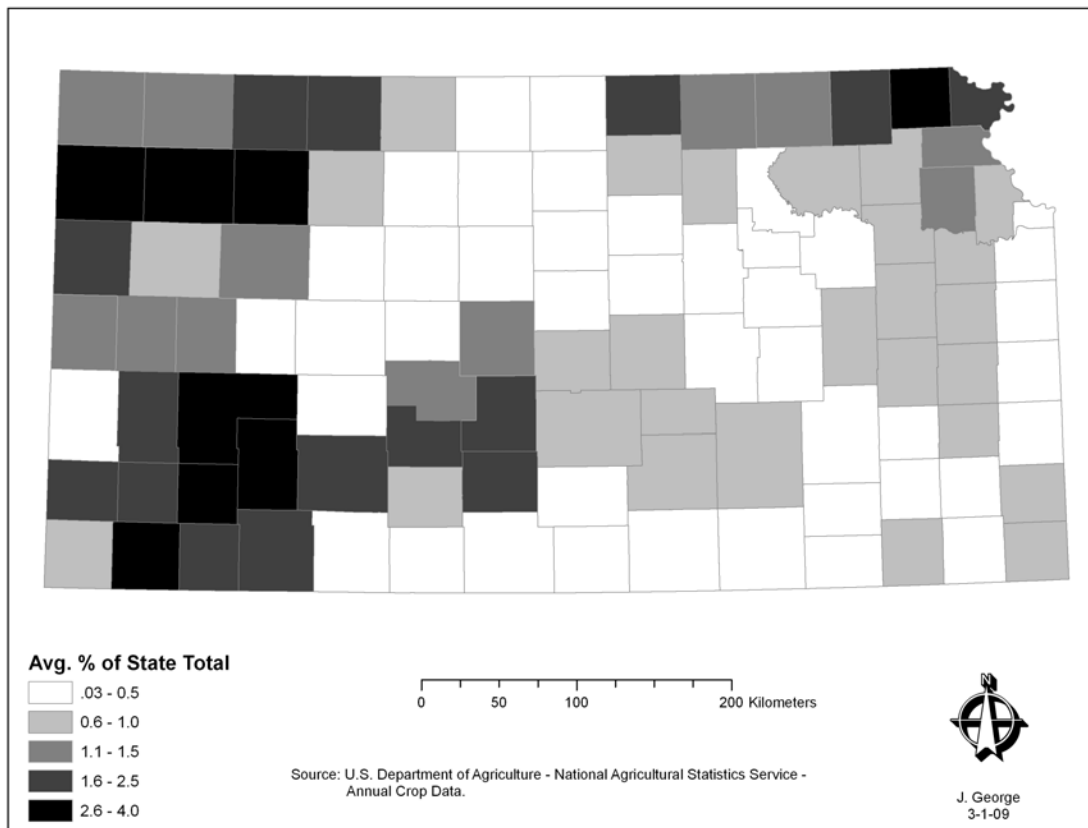 Avg. % of State Total
.03 - 0.5
0.6 - 1.0
1.1 - 1.5
1.6 - 2.5
2.6 - 4.0
0 50 100 200 Kilometers
Source: U.S. Department of Agriculture - National Agricultural Statistics Service -
Annual Crop Data.
N
J. George
3-1-09